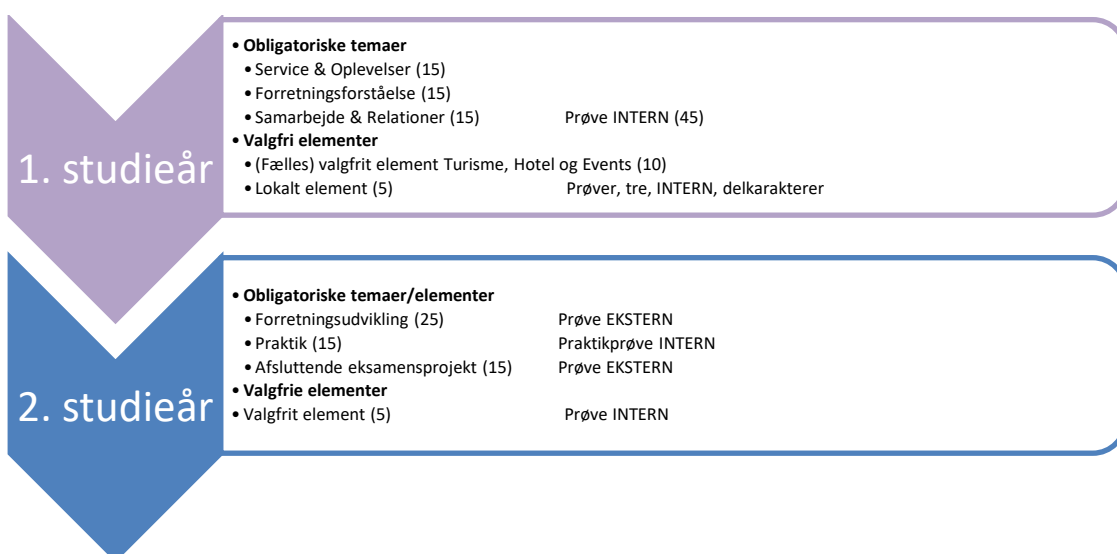 1. studieår
• Obligatoriske temaer
• Service & Oplevelser (15)
• Forretningsforståelse (15)
• Samarbejde & Relationer (15) Prøve INTERN (45)
• Valgfri elementer
• (Fælles) valgfrit element Turisme, Hotel og Events (10)
• Lokalt element (5) Prøver, tre, INTERN, delkarakterer
2. studieår
• Obligatoriske temaer/elementer
• Forretningsudvikling (25) Prøve EKSTERN
• Praktik (15) Praktikprøve INTERN
• Afsluttende eksamensprojekt (15) Prøve EKSTERN
• Valgfrie elementer
• Valgfrit element (5) Prøve INTERN